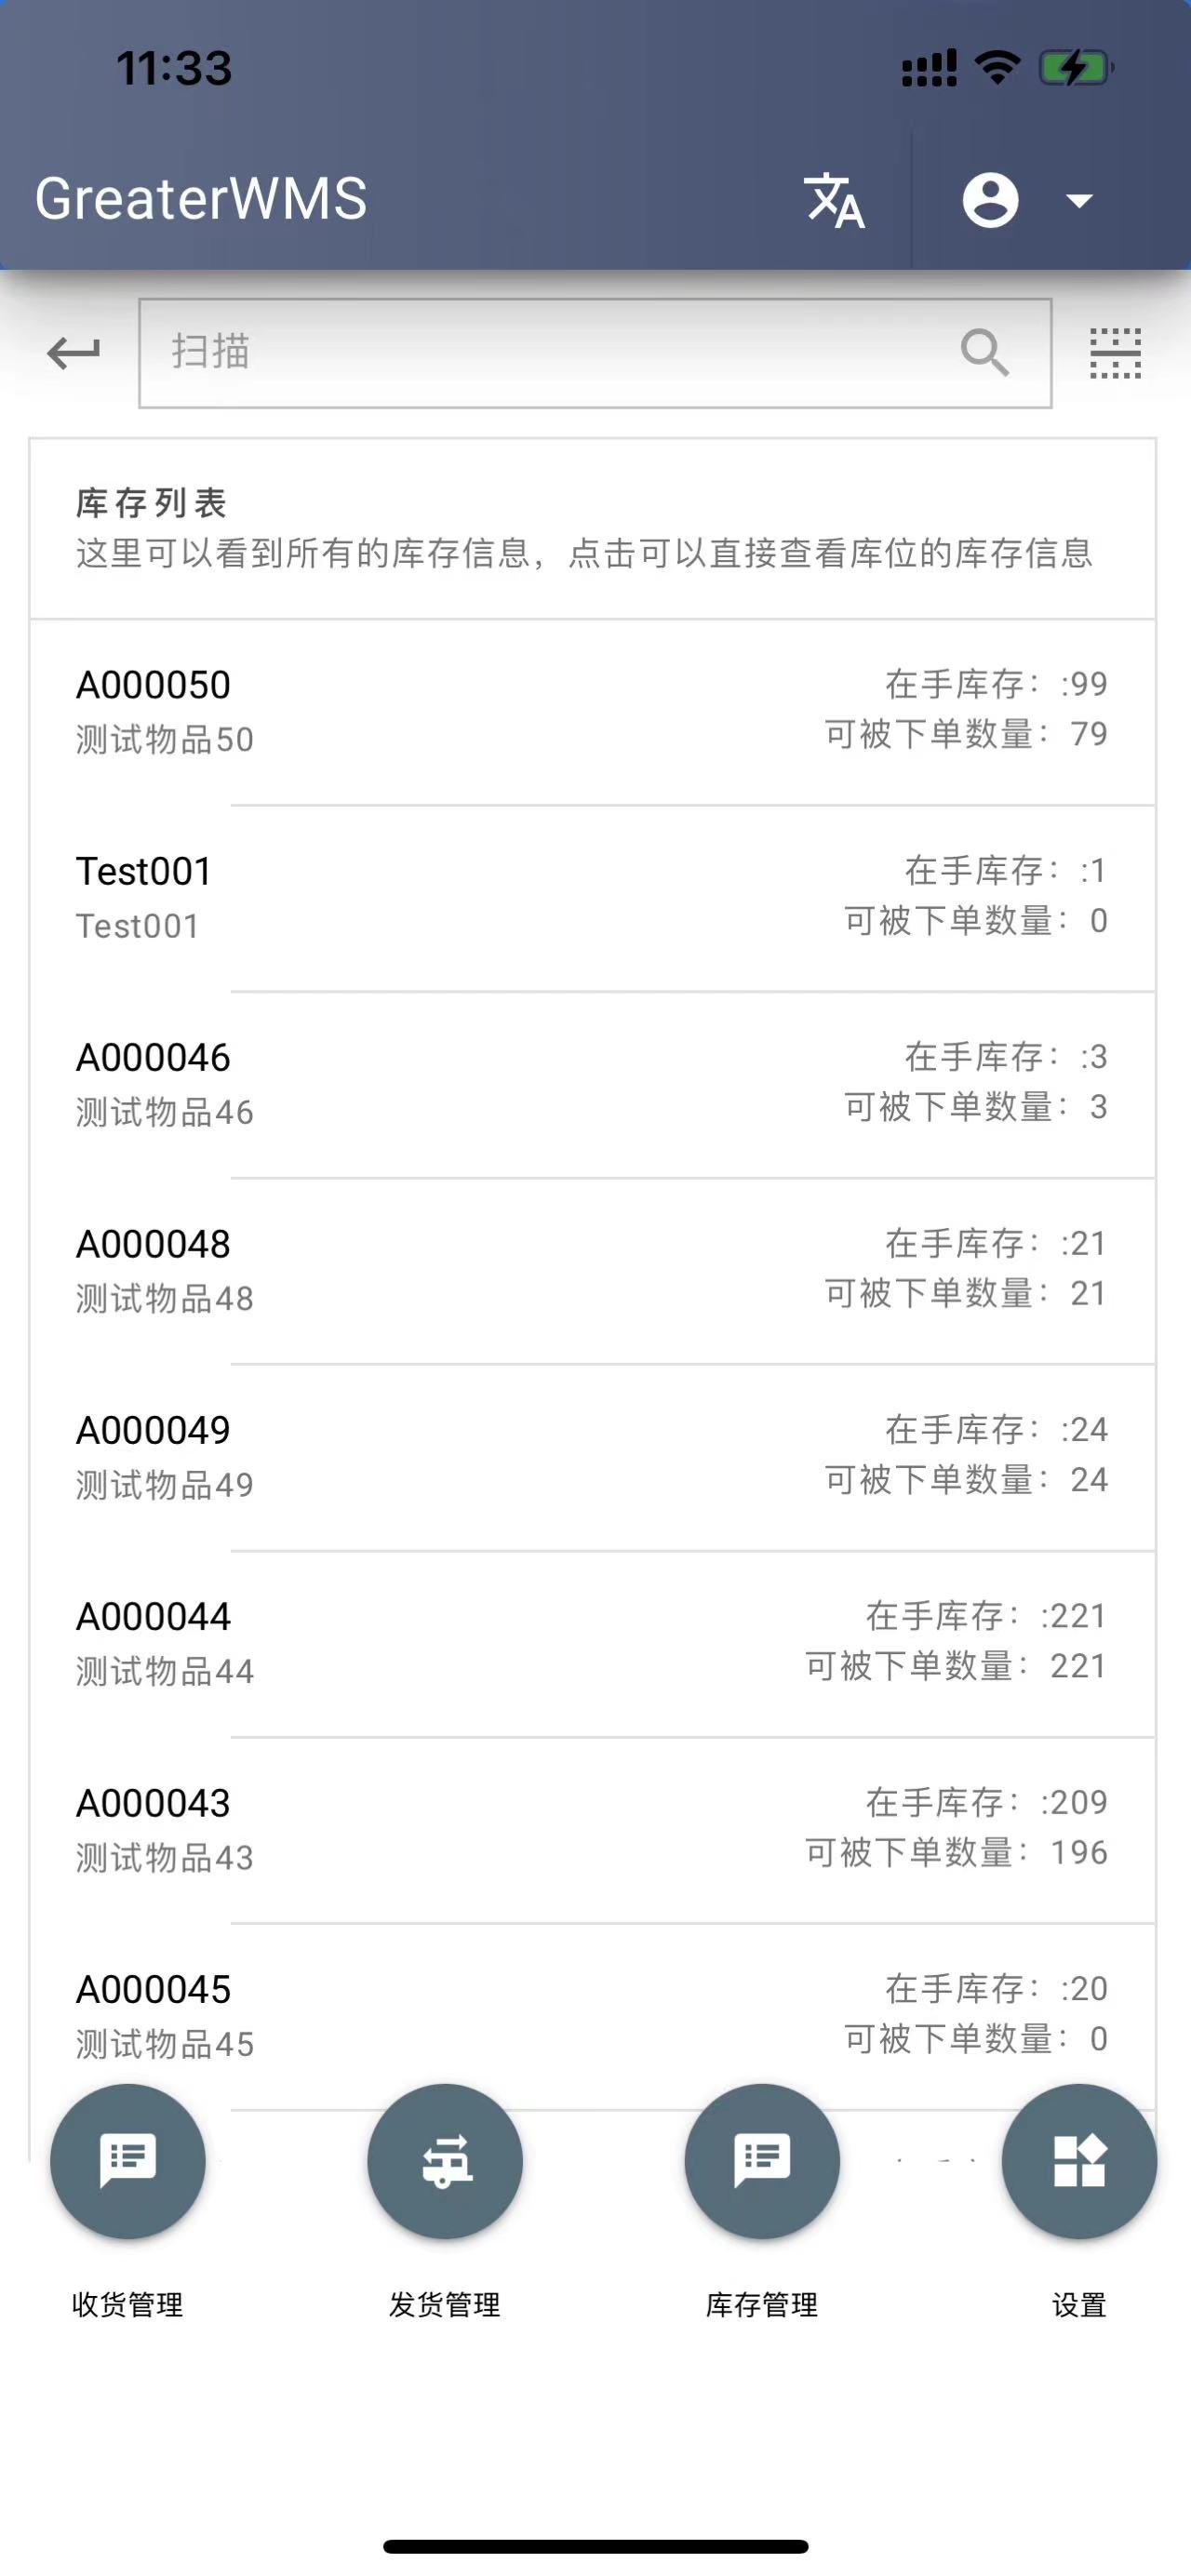 11:33
GreaterWMS
扫描
库存列表
这里可以看到所有的库存信息，点击可以直接查看库位的库存信息
A000050
在手库存：:99
测试物品50
可被下单数量：79
Test001
在手库存：:1
Test001
可被下单数量：0
A000046
在手库存：:3
测试物品46
可被下单数量：3
A000048
在手库存：:21
测试物品48
可被下单数量：21
A000049
在手库存：:24
测试物品49
可被下单数量：24
A000044
在手库存：:221
测试物品44
可被下单数量：221
A000043
在手库存：:209
测试物品43
可被下单数量：196
A000045
在手库存：:20
测试物品45
可被下单数量：0
收货管理
发货管理
库存管理
设置